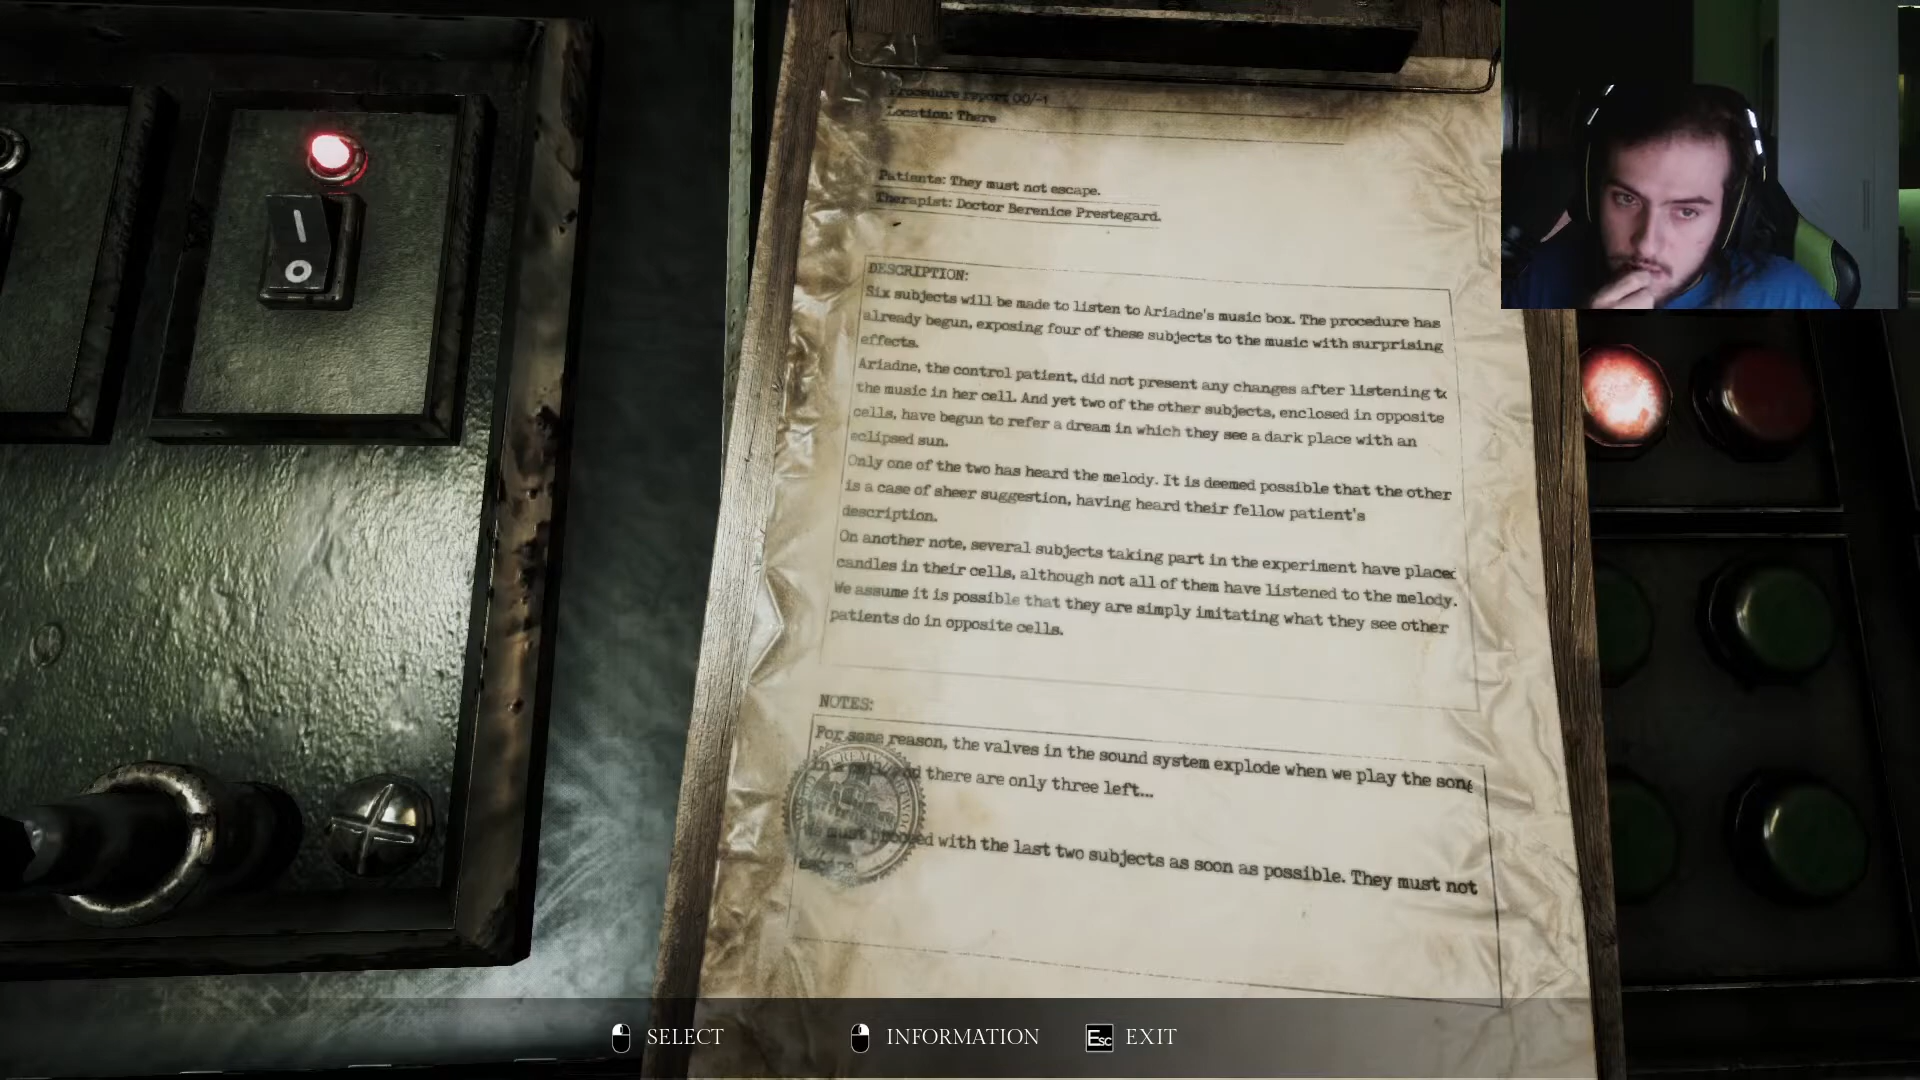 Procedure report 00/-1
Location: There
Patients: They must not escape.
Therapist: Doctor Berenice Prestegard.
DESCRIPTION:
Six subjects will be made to listen to Ariadne's music box. The procedure has
already begun, exposing four of these subjects to the music with surprising
effects.
Ariadne, the control patient, did not present any changes after listening to
the music in her cell. And yet two of the other subjects, enclosed in opposite
cells, have begun to refer a dream in which they see a dark place with an
eclipsed sun.
Only one of the two has heard the melody. It is deemed possible that the other
is a case of sheer suggestion, having heard their fellow patient's
description.
On another note, several subjects taking part in the experiment have placed
candles in their cells, although not all of them have listened to the melody.
We assume it is possible that they are simply imitating what they see other
patients do in opposite cells.
NOTES:
For some reason, the valves in the sound system explode when we play the song
in a cell, and there are only three left...
We must proceed with the last two subjects as soon as possible. They must not
escape
SELECT
INFORMATION
Esc EXIT